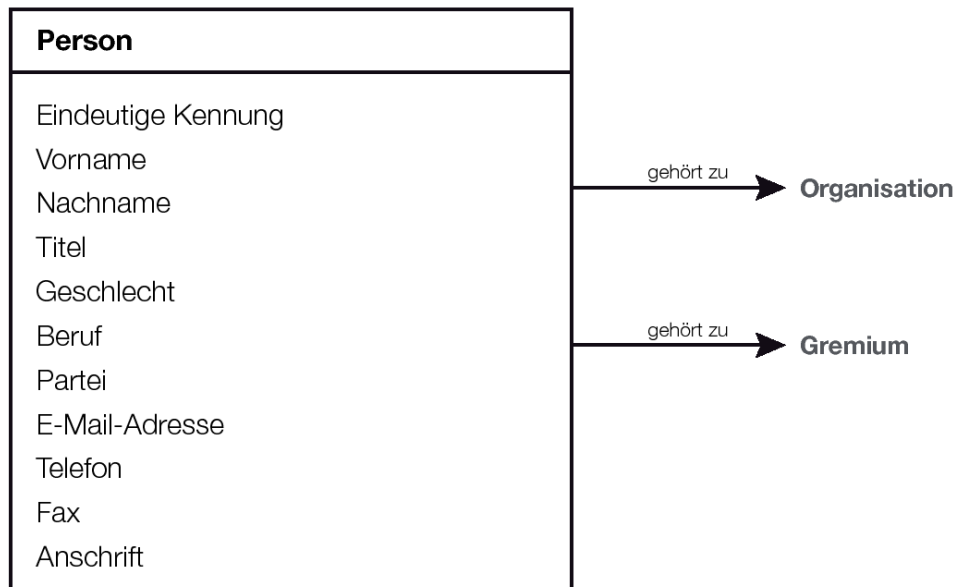 Person
Eindeutige Kennung
Vorname
Nachname
Titel
Geschlecht
Beruf
Partei
E-Mail-Adresse
Telefon
Fax
Anschrift
gehört zu
Organisation
gehört zu
Gremium